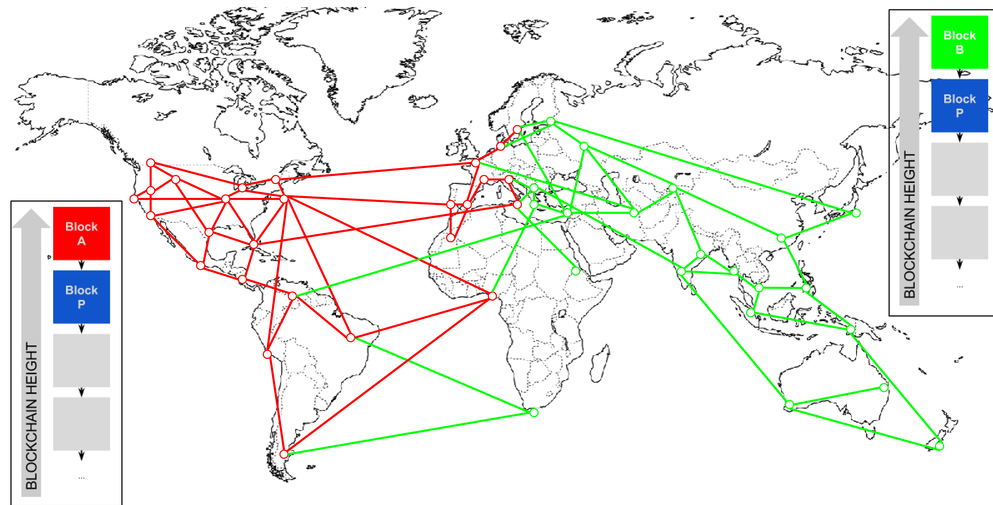 Block
A
Block
P
...
BLOCKCHAIN HEIGHT
Block
B
Block
P
...
BLOCKCHAIN HEIGHT